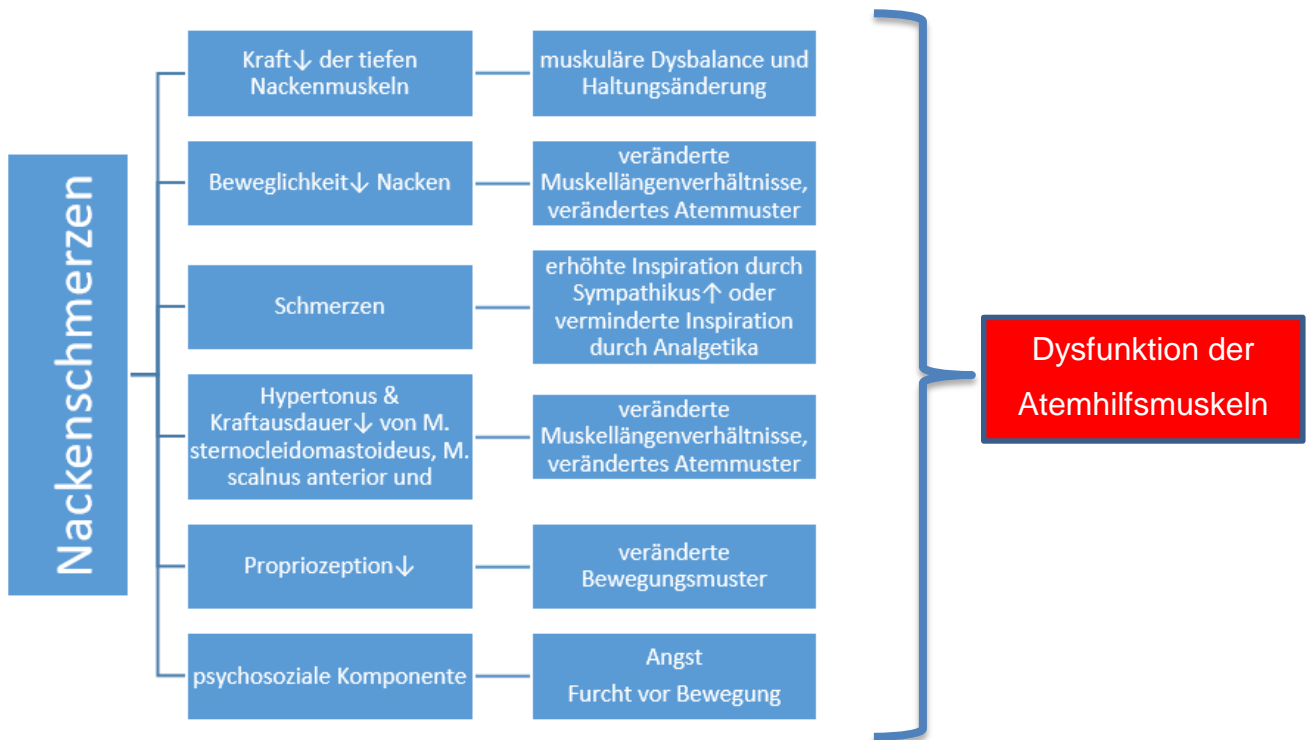 Nackenschmerzen
Kraft↓ der tiefen
Nackenmuskeln
muskuläre Dysbalance und
Haltungsänderung
Beweglichkeit↓ Nacken
veränderte
Muskellängenverhältnisse,
verändertes Atemmuster
Schmerzen
erhöhte Inspiration durch
Sympathikus↑ oder
verminderte Inspiration
durch Analgetika
Hypertonus &
Kraftausdauer↓ von M.
sternocleidomastoideus, M.
scalnus anterior und
veränderte
Muskellängenverhältnisse,
verändertes Atemmuster
Propriozeption↓
veränderte
Bewegungsmuster
psychosoziale Komponente
Angst
Furcht vor Bewegung
Dysfunktion der
Atemhilfsmuskeln